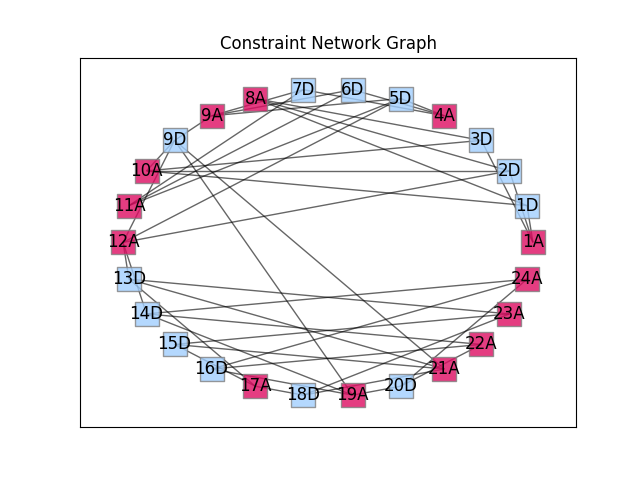 Constraint Network Graph
7D 6D
8A 5D
9A 4A
9D 3D
10A 2D
11A 1D
12A 1A
13D 24A
14D 23A
15D 22A
16D 21A
17A 20D
18D 19A